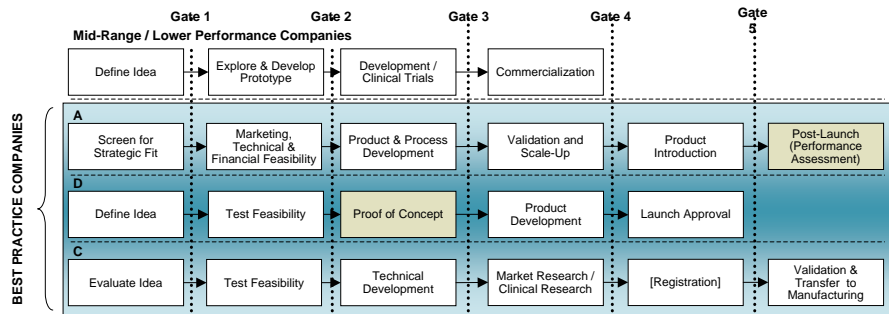 Gate 1 Gate 2 Gate 3 Gate 4 Gate 5
Mid-Range / Lower Performance Companies
Define Idea
Explore & Develop
Prototype
Development /
Clinical Trials
Commercialization
BEST PRACTICE COMPANIES
A
Screen for
Strategic Fit
Marketing,
Technical &
Financial Feasibility
Product & Process
Development
Validation and
Scale-Up
Product
Introduction
Post-Launch
(Performance
Assessment)
D
Define Idea
Test Feasibility
Proof of Concept
Product
Development
Launch Approval
C
Evaluate Idea
Test Feasibility
Technical
Development
Market Research /
Clinical Research
[Registration]
Validation &
Transfer to
Manufacturing